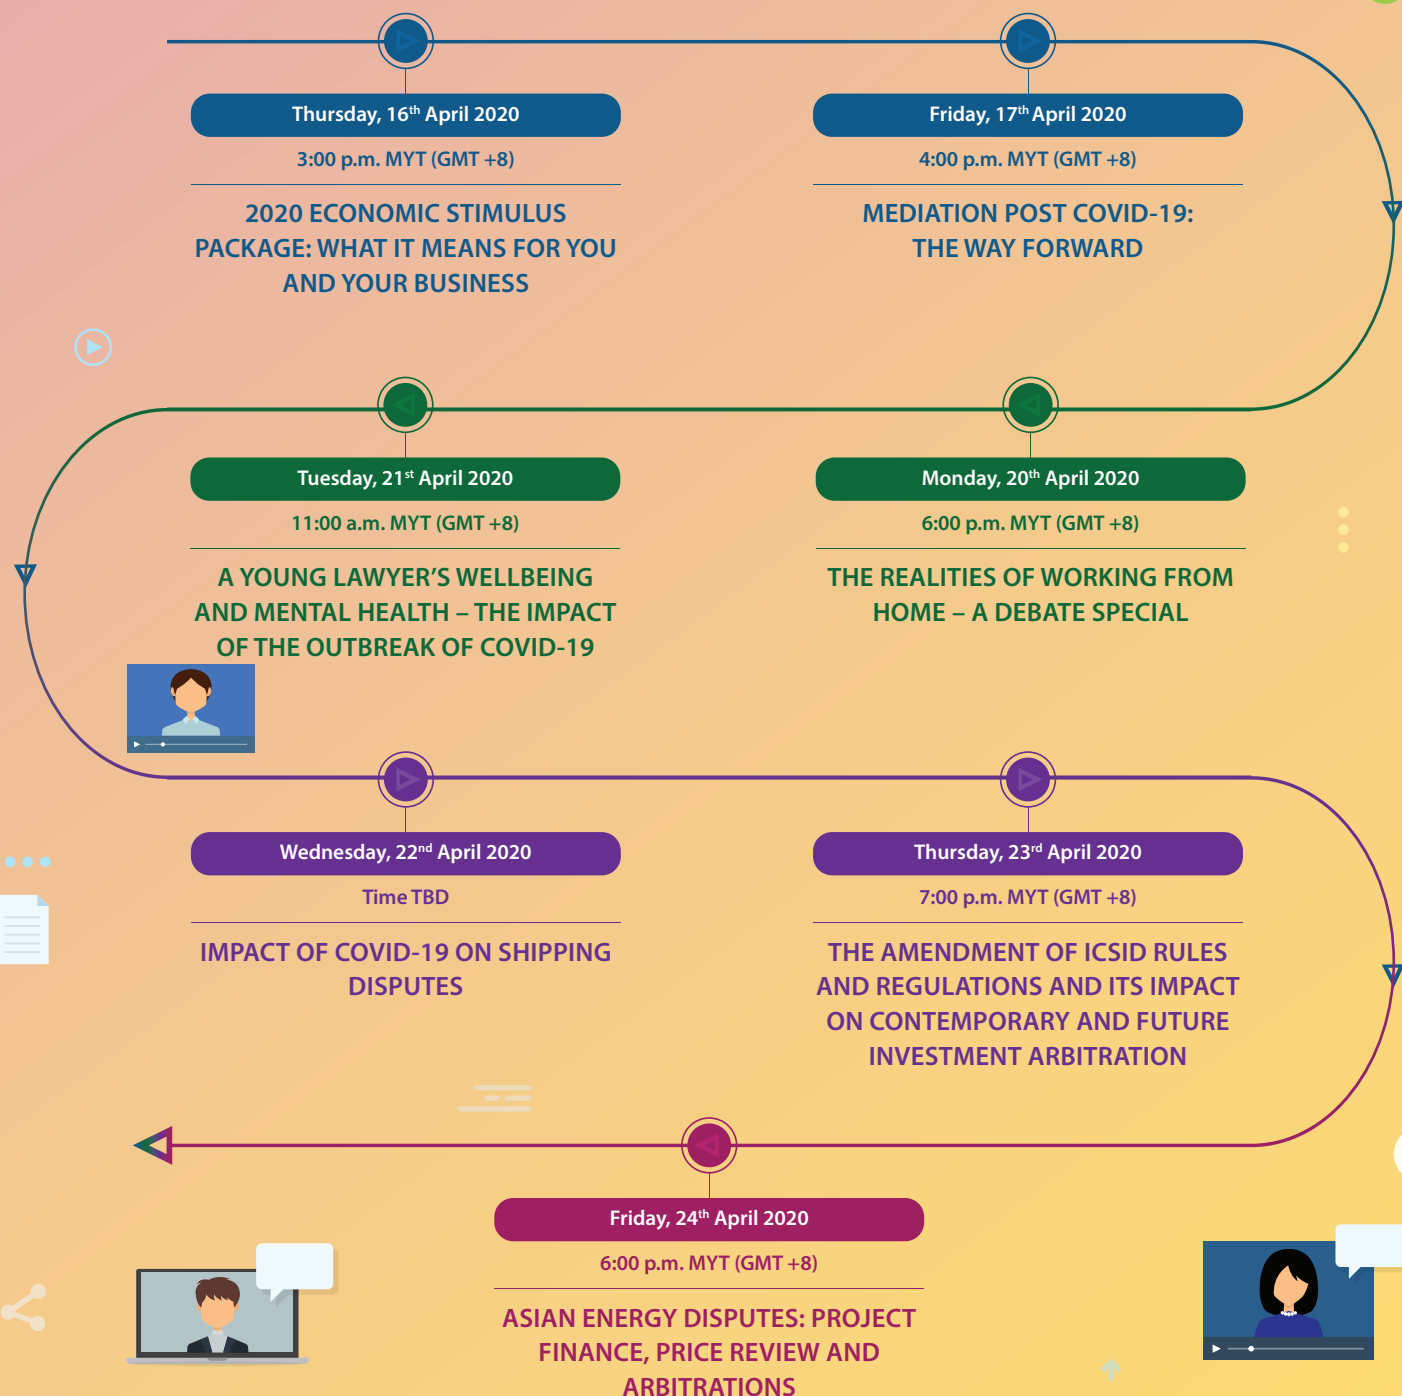 Thursday, 16th April 2020
3:00 p.m. MYT (GMT +8)
2020 ECONOMIC STIMULUS
PACKAGE: WHAT IT MEANS FOR YOU
AND YOUR BUSINESS
Friday, 17th April 2020
4:00 p.m. MYT (GMT +8)
MEDIATION POST COVID-19:
THE WAY FORWARD
Monday, 20th April 2020
6:00 p.m. MYT (GMT +8)
THE REALITIES OF WORKING FROM
HOME – A DEBATE SPECIAL
Tuesday, 21st April 2020
11:00 a.m. MYT (GMT +8)
A YOUNG LAWYER’S WELLBEING
AND MENTAL HEALTH – THE IMPACT
OF THE OUTBREAK OF COVID-19
Wednesday, 22nd April 2020
Time TBD
IMPACT OF COVID-19 ON SHIPPING
DISPUTES
Thursday, 23rd April 2020
7:00 p.m. MYT (GMT +8)
THE AMENDMENT OF ICSID RULES
AND REGULATIONS AND ITS IMPACT
ON CONTEMPORARY AND FUTURE
INVESTMENT ARBITRATION
Friday, 24th April 2020
6:00 p.m. MYT (GMT +8)
ASIAN ENERGY DISPUTES: PROJECT
FINANCE, PRICE REVIEW AND
ARBITRATIONS